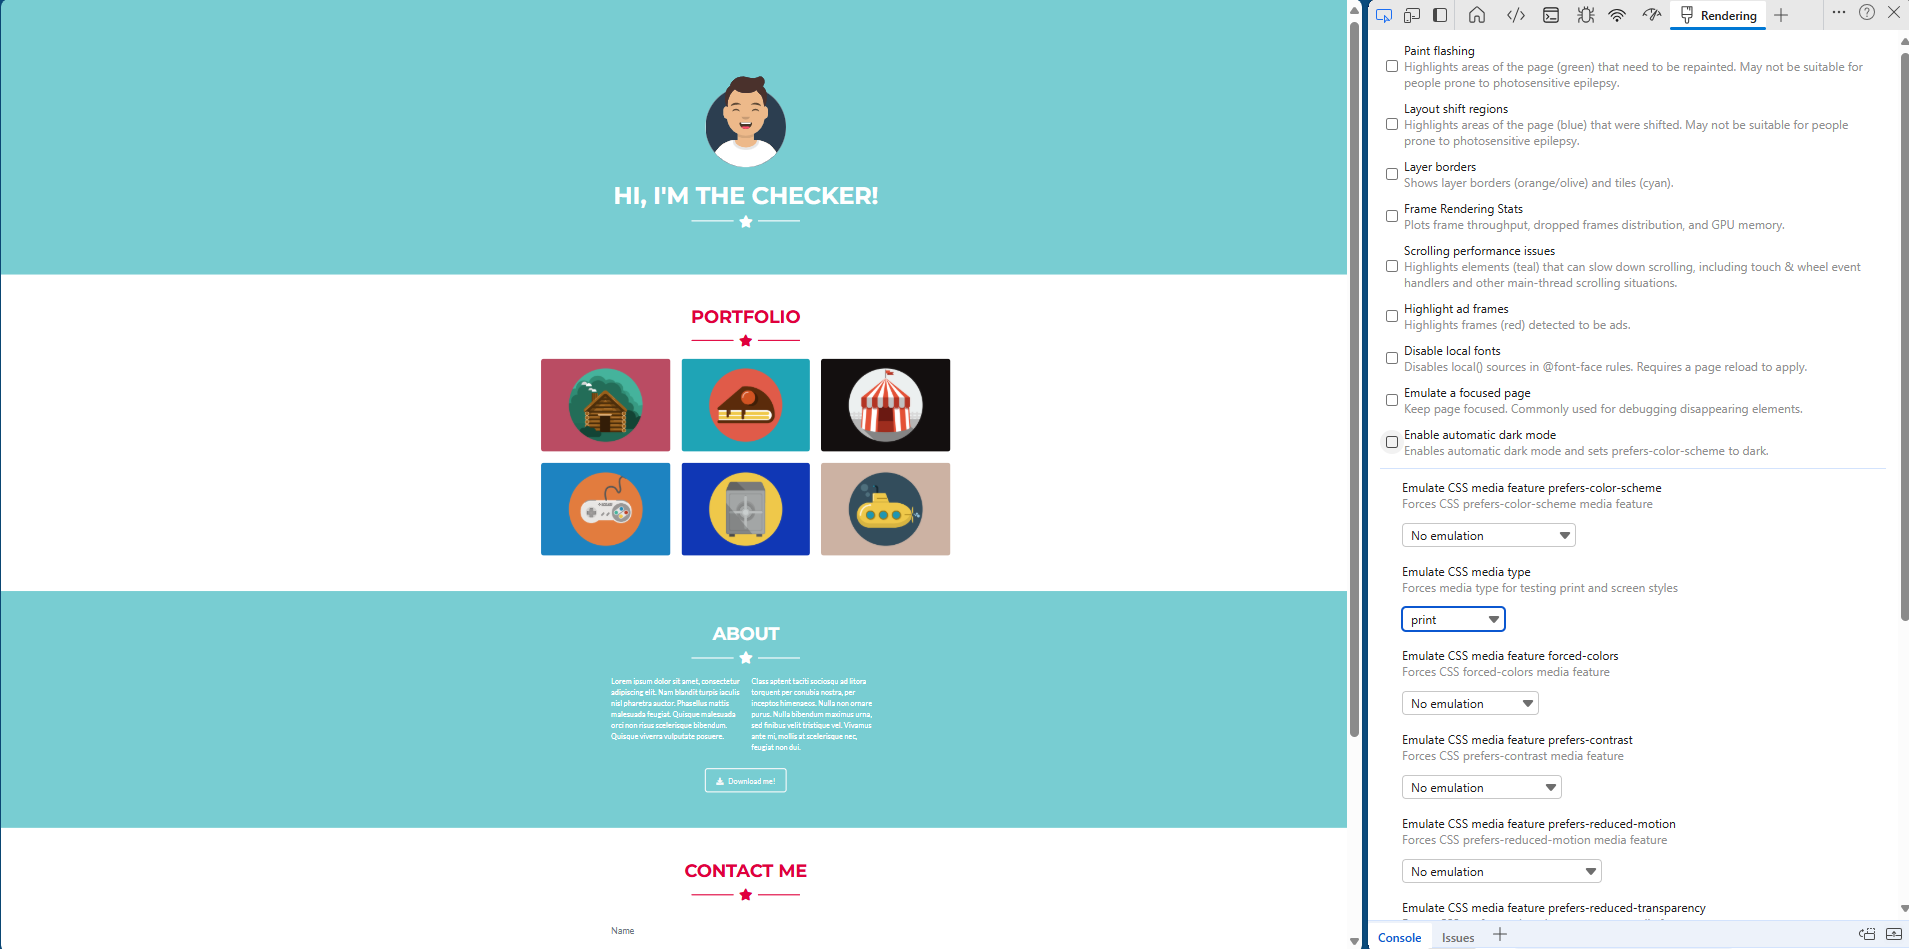 HI, I'M THE CHECKER!
PORTFOLIO
ABOUT
Lorem ipsum dolor sit amet, consectetur
adipiscing elit. Nam blandit turpis iaculis
nisl pharetra auctor. Phasellus mattis
malesuada feugiat. Quisque malesuada
orci non risus scelerisque bibendum.
Quisque viverra vulputate posuere.
Class aptent taciti sociosqu ad litora
torquent per conubia nostra, per
inceptos himenaeos. Nulla non ornare
purus. Nulla bibendum maximus urna,
sed finibus velit tristique vel. Vivamus
ante mi, mollis at scelerisque nec,
feugiat non dui.
Download me!
CONTACT ME
Name
Rendering
Paint flashing
Highlights areas of the page (green) that need to be repainted. May not be suitable for
people prone to photosensitive epilepsy.
Layout shift regions
Highlights areas of the page (blue) that were shifted. May not be suitable for people
prone to photosensitive epilepsy.
Layer borders
Shows layer borders (orange/olive) and tiles (cyan).
Frame Rendering Stats
Plots frame throughput, dropped frames distribution, and GPU memory.
Scrolling performance issues
Highlights elements (teal) that can slow down scrolling, including touch & wheel event
handlers and other main-thread scrolling situations.
Highlight ad frames
Highlights frames (red) detected to be ads.
Disable local fonts
Disables local() sources in @font-face rules. Requires a page reload to apply.
Emulate a focused page
Keep page focused. Commonly used for debugging disappearing elements.
Enable automatic dark mode
Enables automatic dark mode and sets prefers-color-scheme to dark.
Emulate CSS media feature prefers-color-scheme
Forces CSS prefers-color-scheme media feature
No emulation
Emulate CSS media type
Forces media type for testing print and screen styles
print
Emulate CSS media feature forced-colors
Forces CSS forced-colors media feature
No emulation
Emulate CSS media feature prefers-contrast
Forces CSS prefers-contrast media feature
No emulation
Emulate CSS media feature prefers-reduced-motion
Forces CSS prefers-reduced-motion media feature
No emulation
Emulate CSS media feature prefers-reduced-transparency
Console
Issues